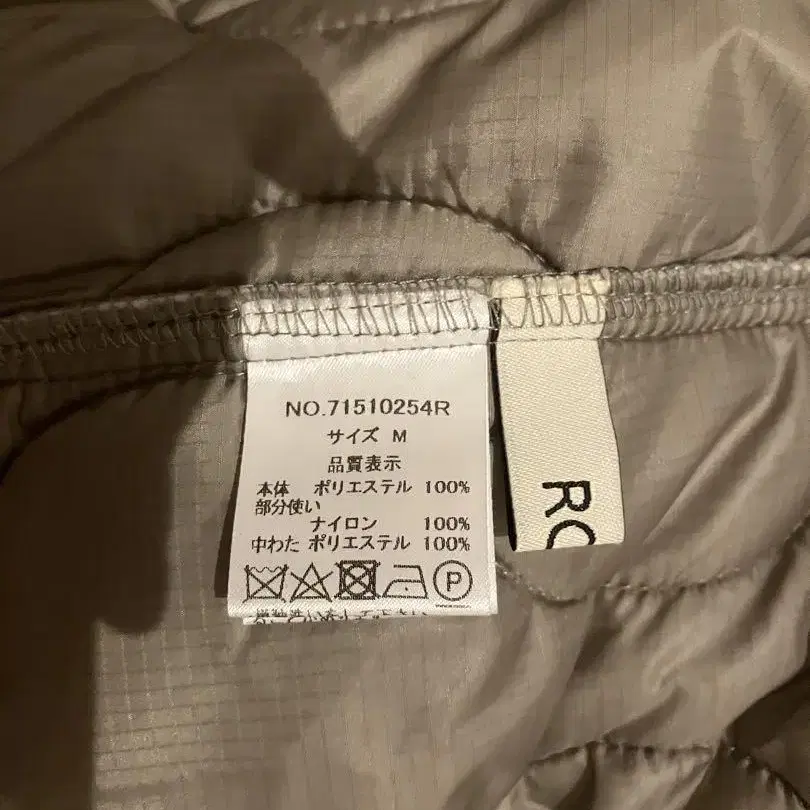 NO.71510254R
サイズ M
品質表示
本体 ポリエステル 100%
部分使い
ナイロン 100%
中わた ポリエステル 100%
P
RO